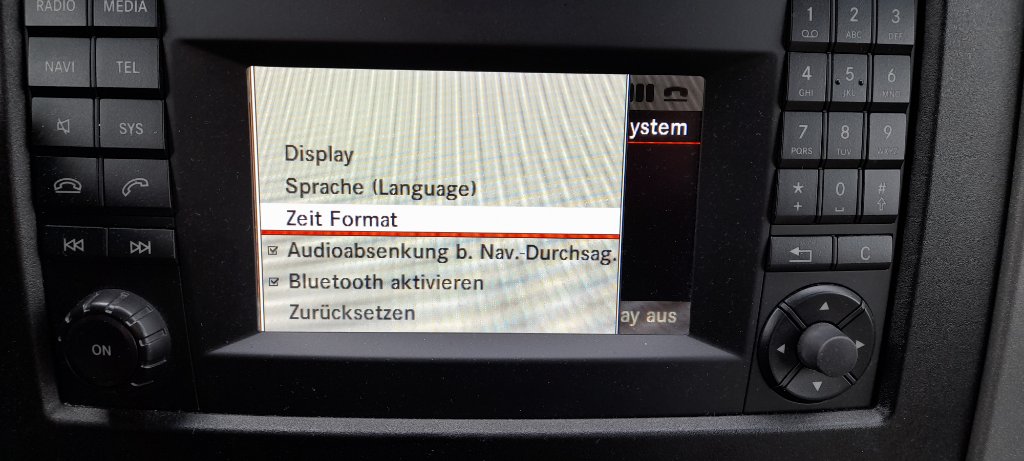 RADIO
MEDIA
NAVI
TEL
SYS
ON
ystem
Display
Sprache (Language)
Zeit Format
Audioabsenkung b. Nav.-Durchsag.
Bluetooth aktivieren
Zurücksetzen
ay aus
1
2 ABC
3 DEF
4 GHI
5 JKL
6 MNO
7 PQRS
8 TUV
9 WXYZ
* +
0
#
C